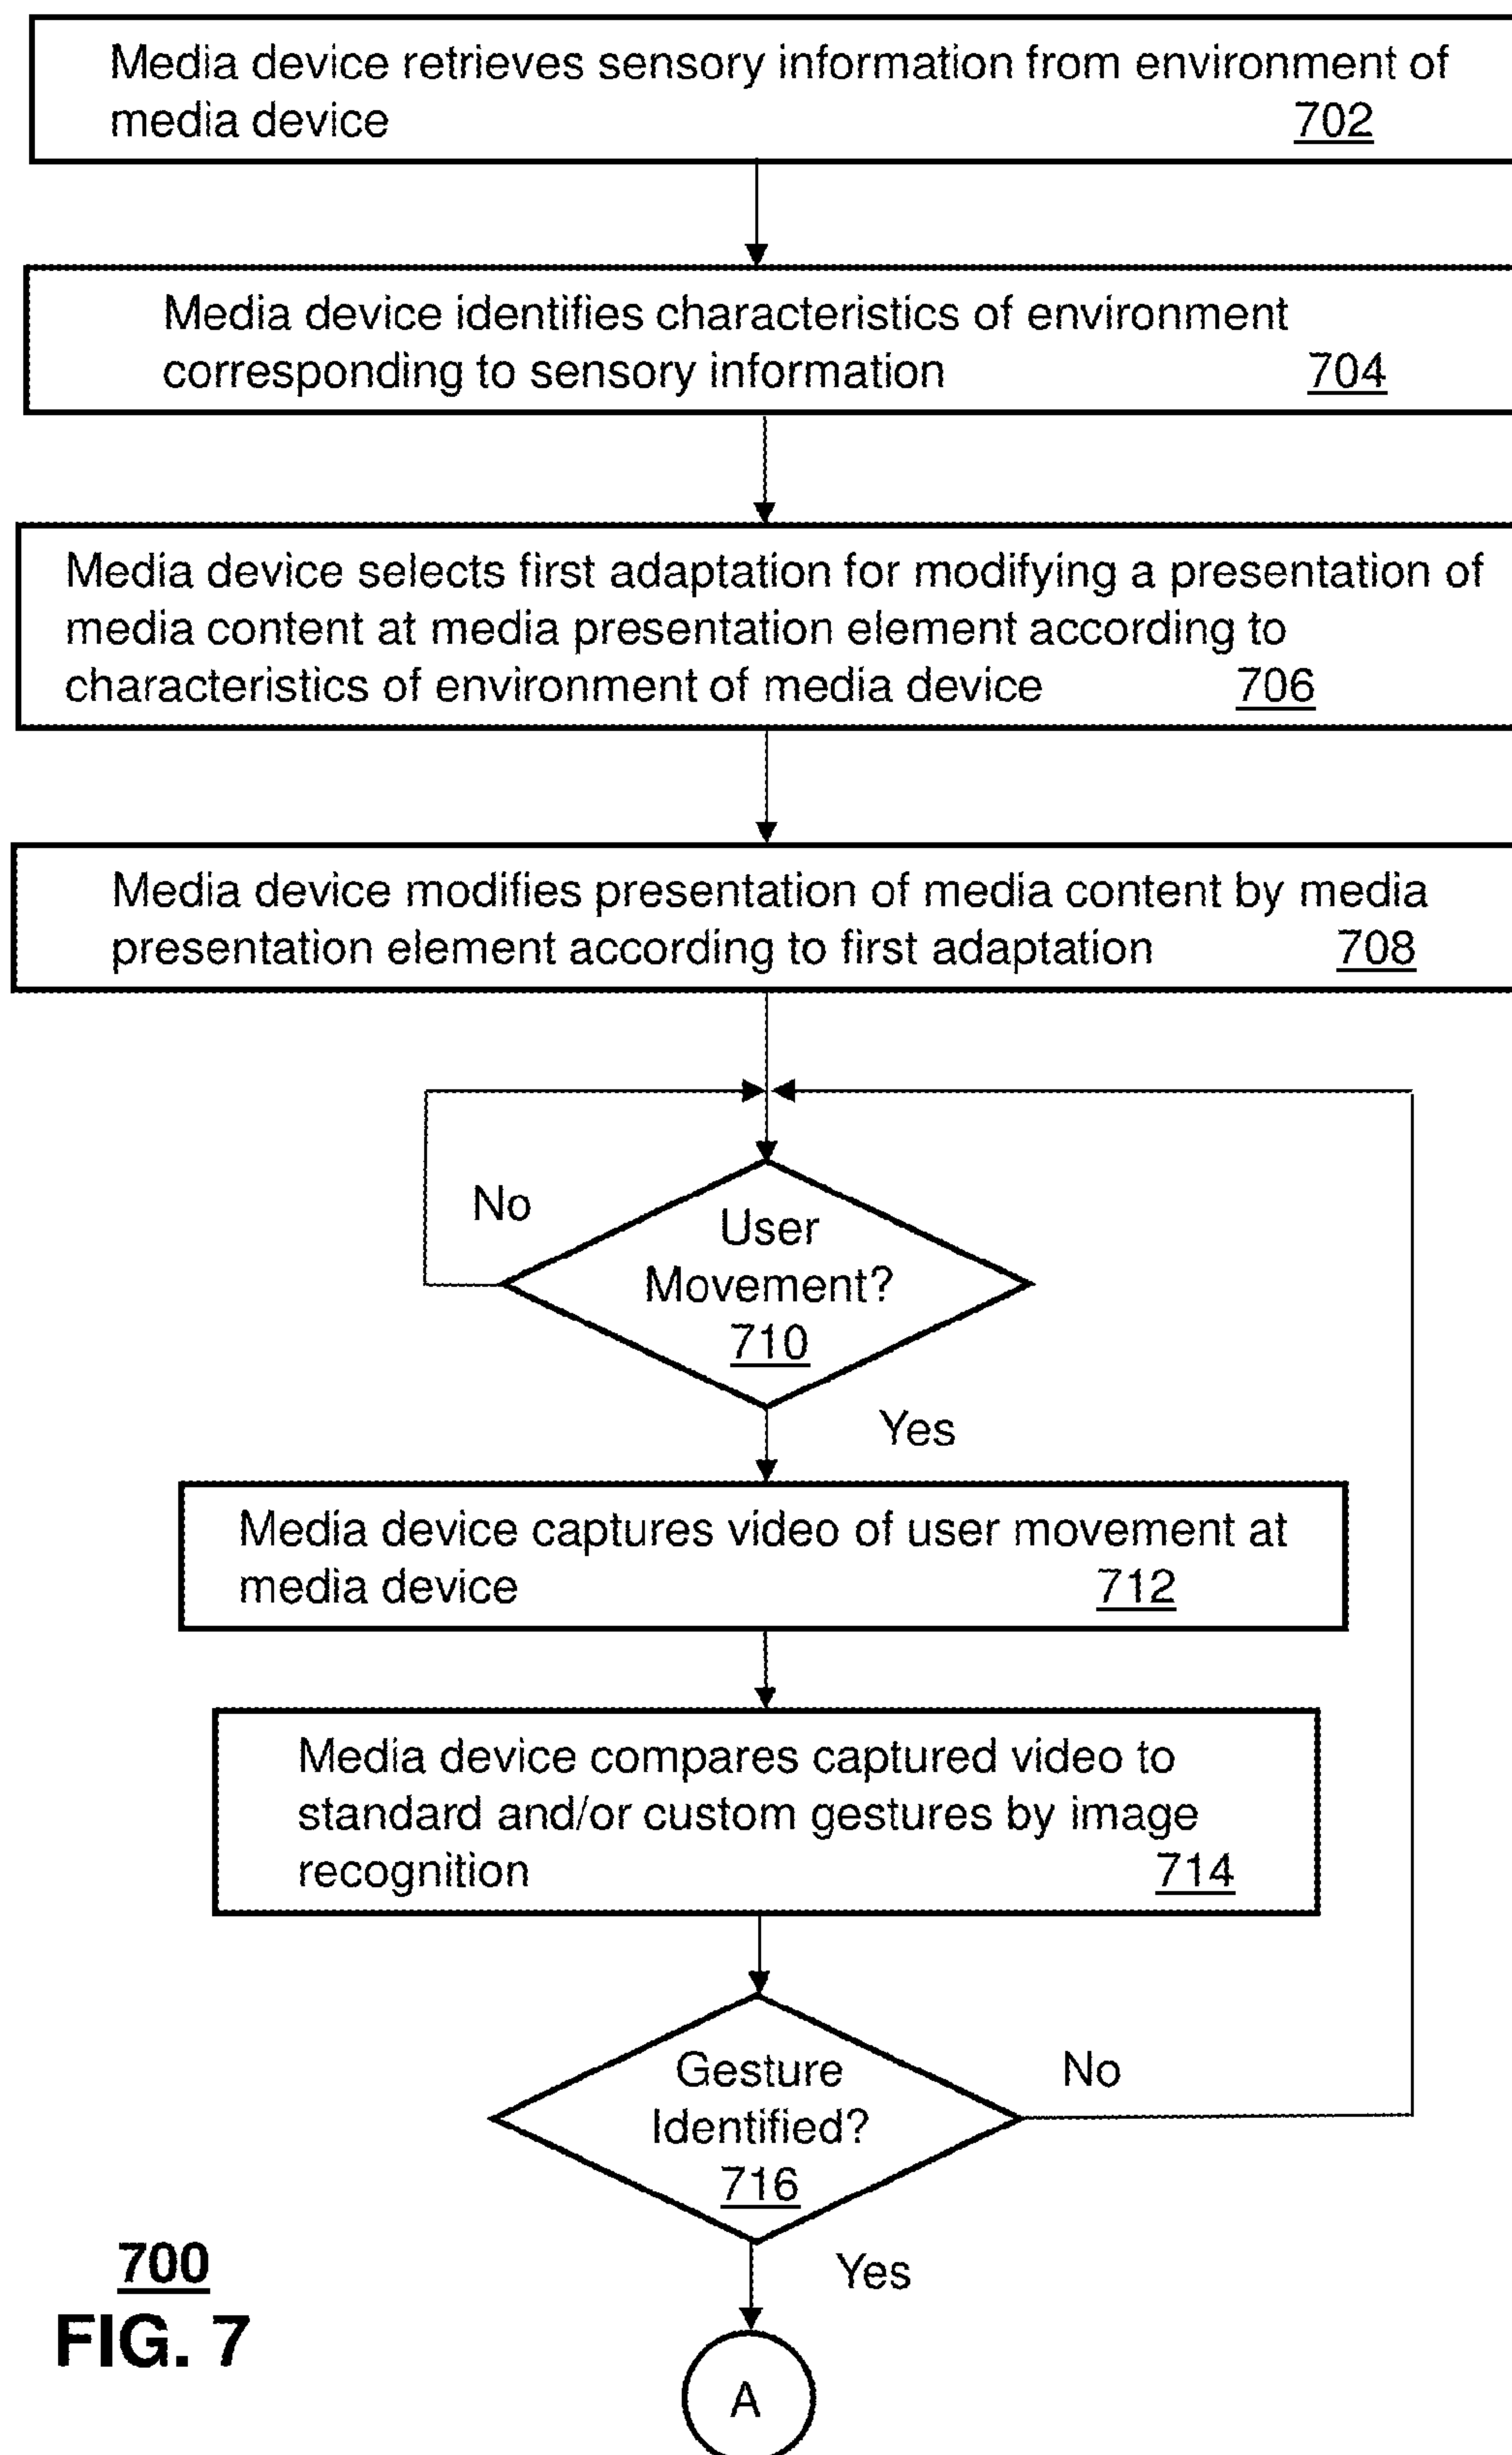 Media device retrieves sensory information from environment of
media device 702
Media device identifies characteristics of environment
corresponding to sensory information 704
Media device selects first adaptation for modifying a presentation of
media content at media presentation element according to
characteristics of environment of media device 706
Media device modifies presentation of media content by media
presentation element according to first adaptation 708
No
User
Movement?
710
Yes
Media device captures video of user movement at
media device 712
Media device compares captured video to
standard and/or custom gestures by image
recognition 714
Gesture
Identified?
716
No
Yes
700
FIG. 7
A